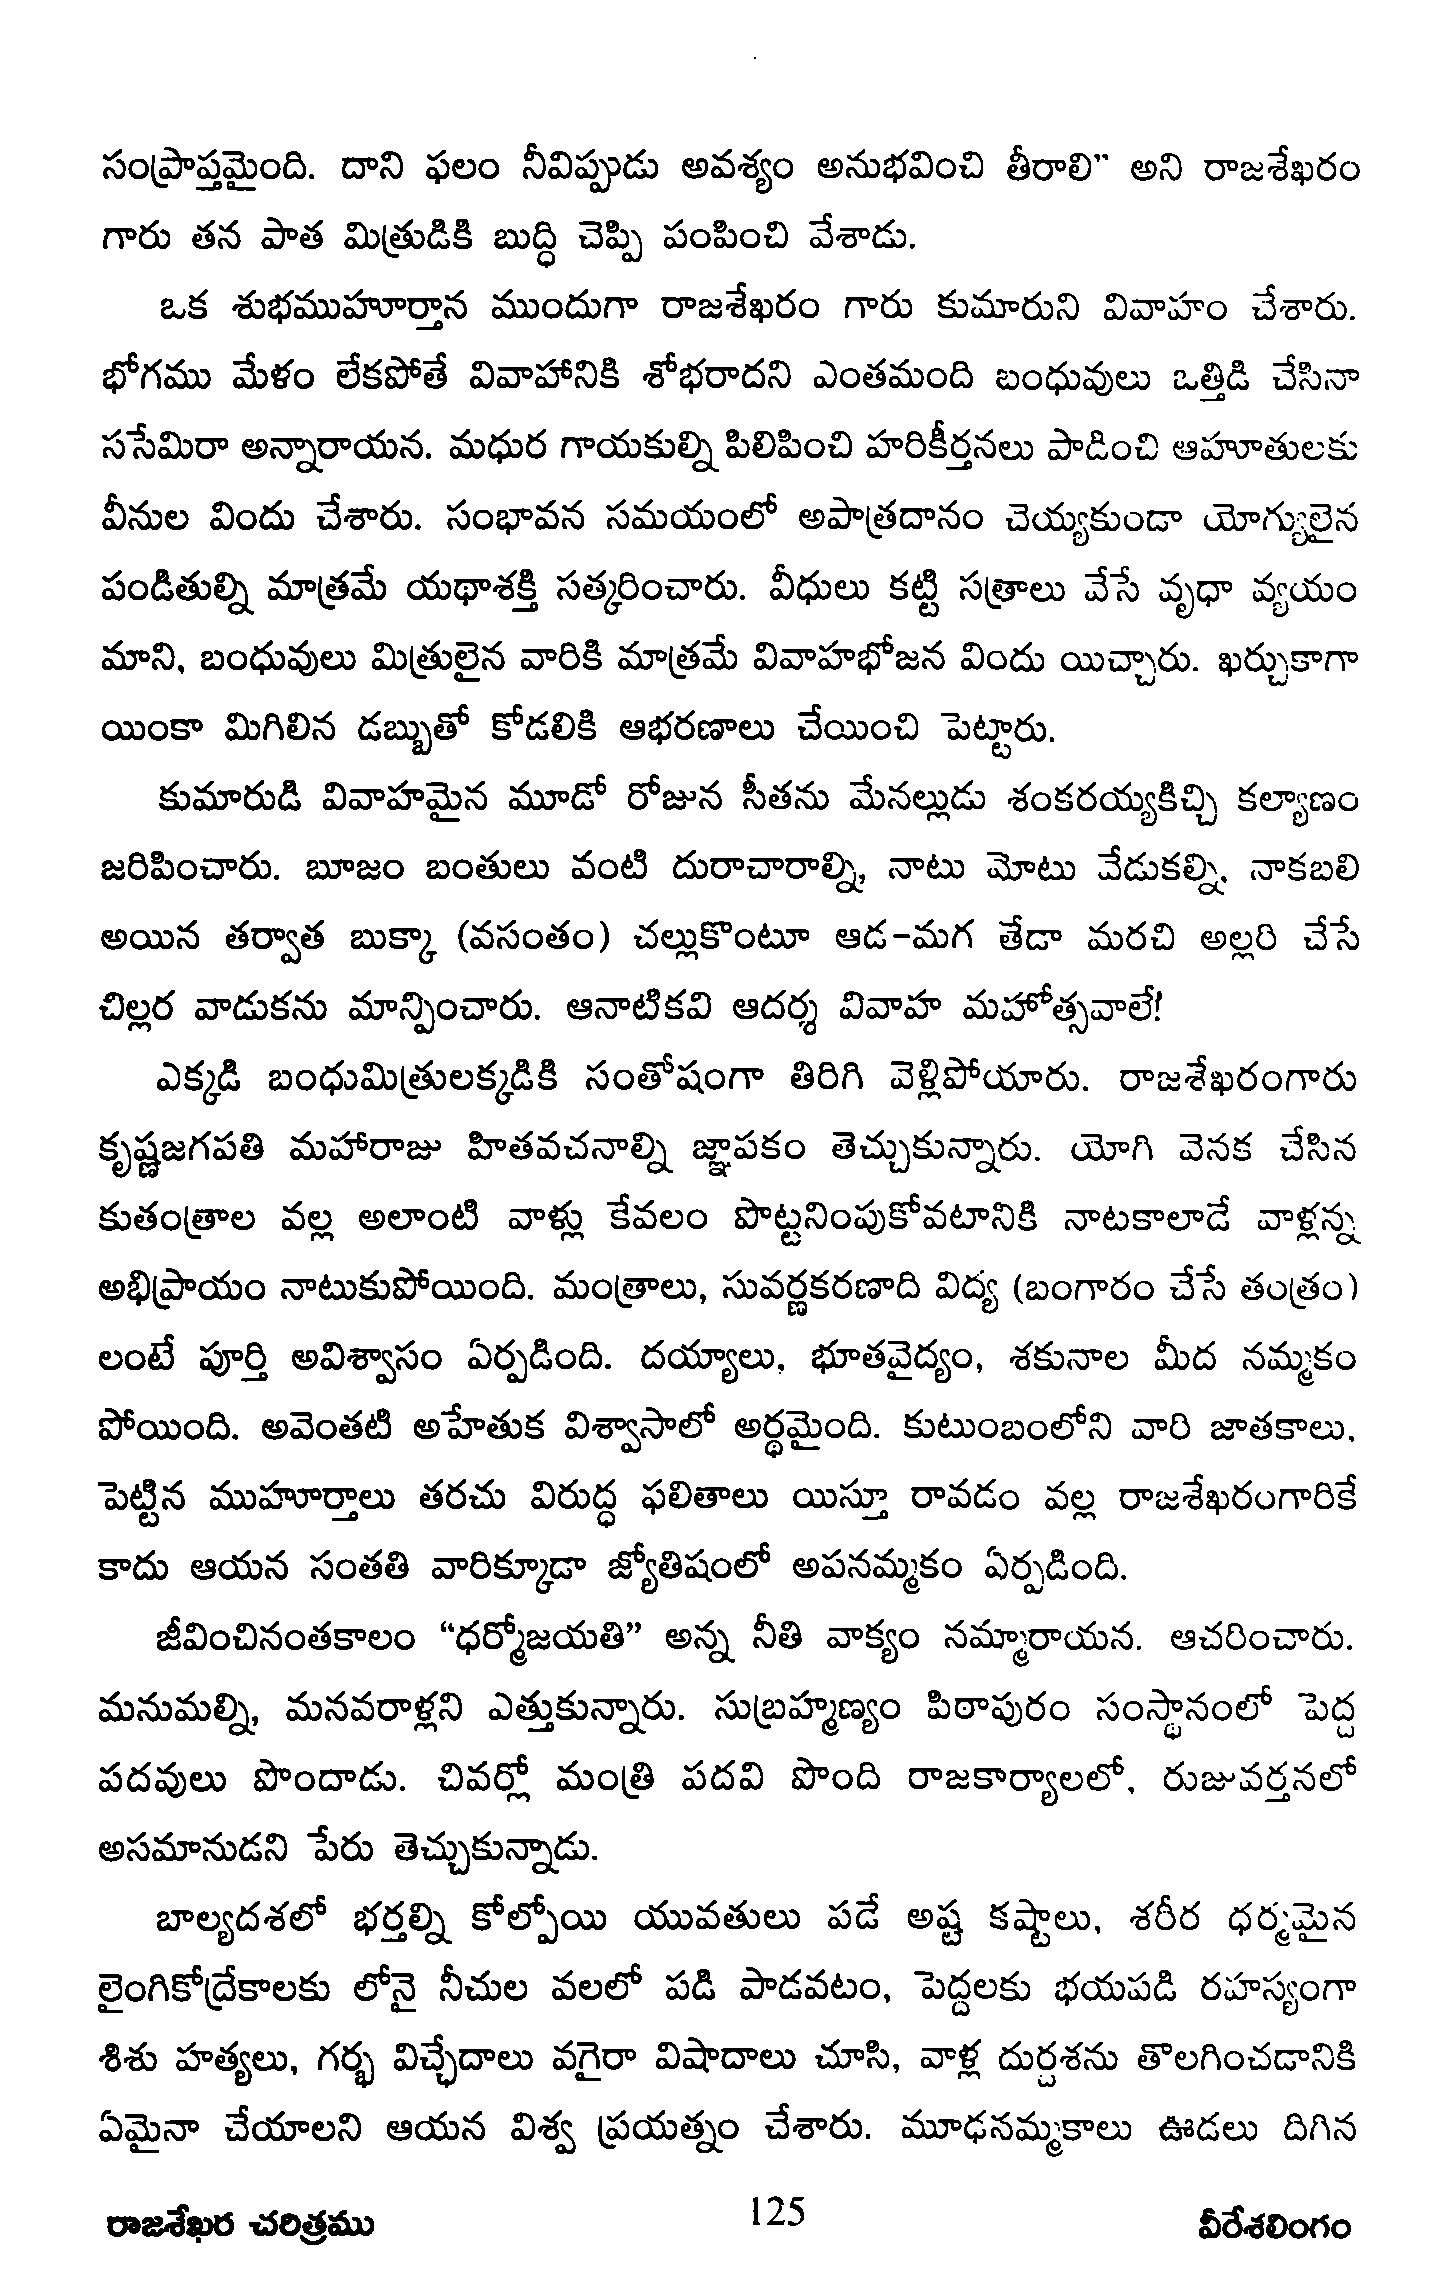 సంప్రాప్తమైంది. దాని ఫలం నీవిప్పుడు అవశ్యం అనుభవించి తీరాలి” అని రాజశేఖరం
గారు తన పాత మిత్రుడికి బుద్ధి చెప్పి పంపించి వేశాడు.
ఒక శుభముహూర్తాన ముందుగా రాజశేఖరం గారు కుమారుని వివాహం చేశారు.
భోగము మేళం లేకపోతే వివాహానికి శోభరాదని ఎంతమంది బంధువులు ఒత్తిడి చేసినా
ససేమిరా అన్నారాయన. మధుర గాయకుల్ని పిలిపించి హరికీర్తనలు పాడించి ఆహూతులకు
వీనుల విందు చేశారు. సంభావన సమయంలో అపాత్రదానం చెయ్యకుండా యోగ్యులైన
పండితుల్ని మాత్రమే యథాశక్తి సత్కరించారు. వీధులు కట్టి సత్రాలు వేసే వృధా వ్యయం
మాని, బంధువులు మిత్రులైన వారికి మాత్రమే వివాహభోజన విందు యిచ్చారు. ఖర్చుకాగా
యింకా మిగిలిన డబ్బుతో కోడలికి ఆభరణాలు చేయించి పెట్టారు.
కుమారుడి వివాహమైన మూడో రోజున సీతను మేనల్లుడు శంకరయ్యకిచ్చి కల్యాణం
జరిపించారు. బూజం బంతులు వంటి దురాచారాల్ని, నాటు మోటు వేడుకల్ని, నాకబలి
అయిన తర్వాత బుక్కా (వసంతం) చల్లుకొంటూ ఆడ-మగ తేడా మరచి అల్లరి చేసే
చిల్లర వాడుకను మాన్పించారు. ఆనాటికవి ఆదర్శ వివాహ మహోత్సవాలే!
ఎక్కడి బంధుమిత్రులక్కడికి సంతోషంగా తిరిగి వెళ్లిపోయారు. రాజశేఖరంగారు
కృష్ణజగపతి మహారాజు హితవచనాల్ని జ్ఞాపకం తెచ్చుకున్నారు. యోగి వెనక చేసిన
కుతంత్రాల వల్ల అలాంటి వాళ్లు కేవలం పొట్టనింపుకోవటానికి నాటకాలాడే వాళ్లన్న
అభిప్రాయం నాటుకుపోయింది. మంత్రాలు, సువర్ణకరణాది విద్య (బంగారం చేసే తంత్రం)
లంటే పూర్తి అవిశ్వాసం ఏర్పడింది. దయ్యాలు, భూతవైద్యం, శకునాల మీద నమ్మకం
పోయింది. అవెంతటి అహేతుక విశ్వాసాలో అర్థమైంది. కుటుంబంలోని వారి జాతకాలు,
పెట్టిన ముహూర్తాలు తరచు విరుద్ధ ఫలితాలు యిస్తూ రావడం వల్ల రాజశేఖరంగారికే
కాదు ఆయన సంతతి వారిక్కూడా జ్యోతిషంలో అపనమ్మకం ఏర్పడింది.
జీవించినంతకాలం “ధర్మోజయతి” అన్న నీతి వాక్యం నమ్మారాయన. ఆచరించారు.
మనుమల్ని, మనవరాళ్లని ఎత్తుకున్నారు. సుబ్రహ్మణ్యం పిఠాపురం సంస్థానంలో పెద్ద
పదవులు పొందాడు. చివర్లో మంత్రి పదవి పొంది రాజకార్యాలలో, రుజువర్తనలో
అసమానుడని పేరు తెచ్చుకున్నాడు.
బాల్యదశలో భర్తల్ని కోల్పోయి యువతులు పడే అష్ట కష్టాలు, శరీర ధర్మమైన
లైంగికోద్రేకాలకు లోనై నీచుల వలలో పడి పాడవటం, పెద్దలకు భయపడి రహస్యంగా
శిశు హత్యలు, గర్భ విచ్ఛేదాలు వగైరా విషాదాలు చూసి, వాళ్ల దుర్దశను తొలగించడానికి
ఏమైనా చేయాలని ఆయన విశ్వ ప్రయత్నం చేశారు. మూఢనమ్మకాలు ఊడలు దిగిన
రాజశేఖర చరిత్రము
125
వీరేశలింగం